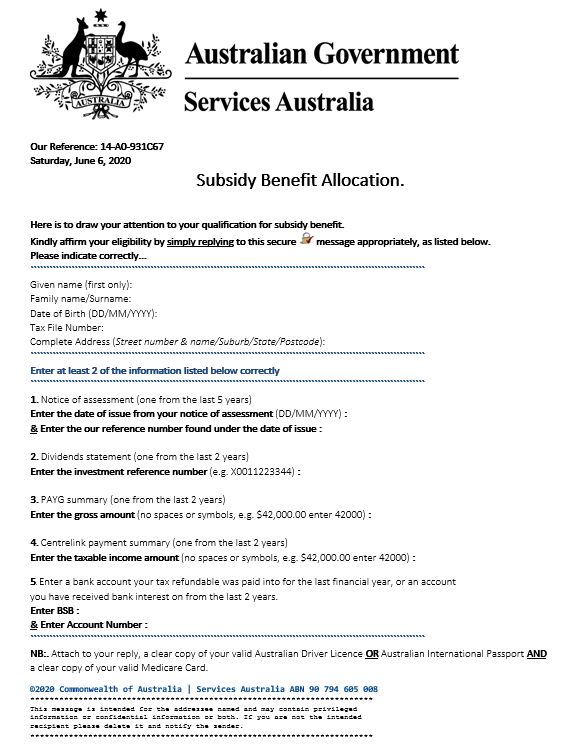 AUSTRALIA
Australian Government
Services Australia
Our Reference: 14-A0-931C67
Saturday, June 6, 2020
Subsidy Benefit Allocation.
Here is to draw your attention to your qualification for subsidy benefit.
Kindly affirm your eligibility by simply replying to this secure message appropriately, as listed below.
Please indicate correctly...
Given name (first only):
Family name/Surname:
Date of Birth (DD/MM/YYYY):
Tax File Number:
Complete Address (Street number & name/Suburb/State/Postcode):
Enter at least 2 of the information listed below correctly
1. Notice of assessment (one from the last 5 years)
Enter the date of issue from your notice of assessment (DD/MM/YYYY) :
& Enter the our reference number found under the date of issue :
2. Dividends statement (one from the last 2 years)
Enter the investment reference number (e.g. X0011223344) :
3. PAYG summary (one from the last 2 years)
Enter the gross amount (no spaces or symbols, e.g. $42,000.00 enter 42000) :
4. Centrelink payment summary (one from the last 2 years)
Enter the taxable income amount (no spaces or symbols, e.g. $42,000.00 enter 42000) :
5 Enter a bank account your tax refundable was paid into for the last financial year, or an account
you have received bank interest on from the last 2 years.
Enter BSB :
& Enter Account Number :
NB:. Attach to your reply, a clear copy of your valid Australian Driver Licence OR Australian International Passport AND
a clear copy of your valid Medicare Card.
©2020 Commonwealth of Australia | Services Australia ABN 90 794 605 008
This message is intended for the addressee named and may contain privileged
information or confidential information or both. If you are not the intended
recipient please delete it and notify the sender.